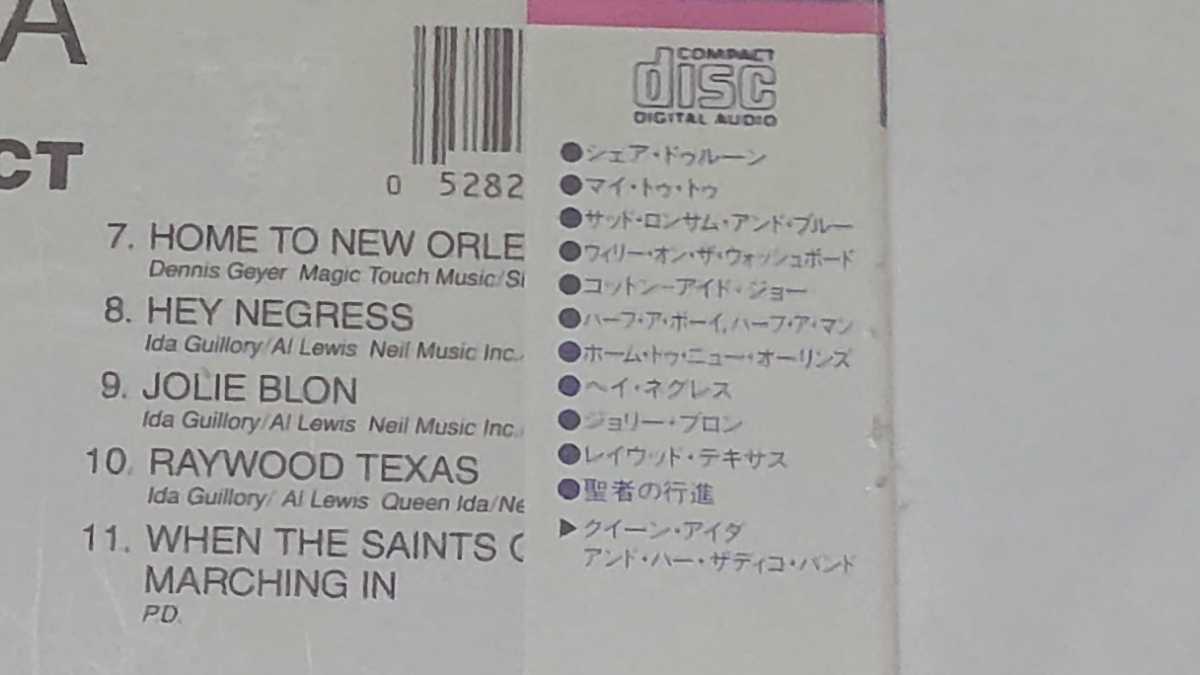 A
CT
0 5282
7. HOME TO NEW ORLE
Dennis Geyer Magic Touch Music/
8. HEY NEGRESS
Ida Guillory/Al Lewis Neil Music Inc.
9. JOLIE BLON
Ida Guillory/Al Lewis Neil Music Inc.
10. RAYWOOD TEXAS
Ida Guillory/ Al Lewis Queen Ida/Ne
11. WHEN THE SAINTS
MARCHING IN
P.D.
COMPACT
disc
DIGITAL AUDIO
●シェア・ドゥルーン
●マイ・トゥ・トゥ
●サッド・ロンサム・アンド・ブルー
●ウィリー・オン・ザ・ウォッシュボード
●コットン−アイド・ジョー
●ハーフ・ア・ボーイ,ハーフ・ア・マン
●ホーム・トゥ・ニュー・オーリンズ
●ヘイ・ネグレス
●ジョリー・ブロン
●レイウッド・テキサス
●聖者の行進
▶クイーン・アイダ
アンド・ハー・ザディコ・バンド